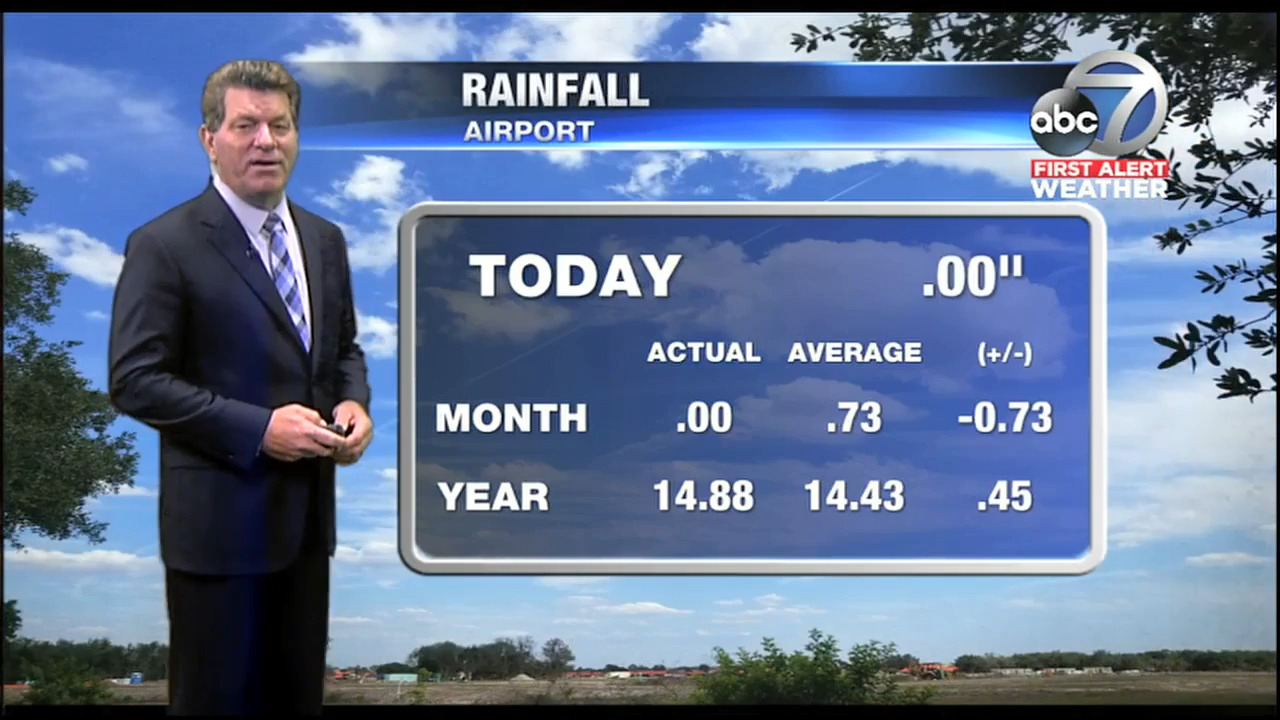 RAINFALL
AIRPORT
abc 7
FIRST ALERT
WEATHER
TODAY .00"
ACTUAL AVERAGE (+/-)
MONTH .00 .73 -0.73
YEAR 14.88 14.43 .45